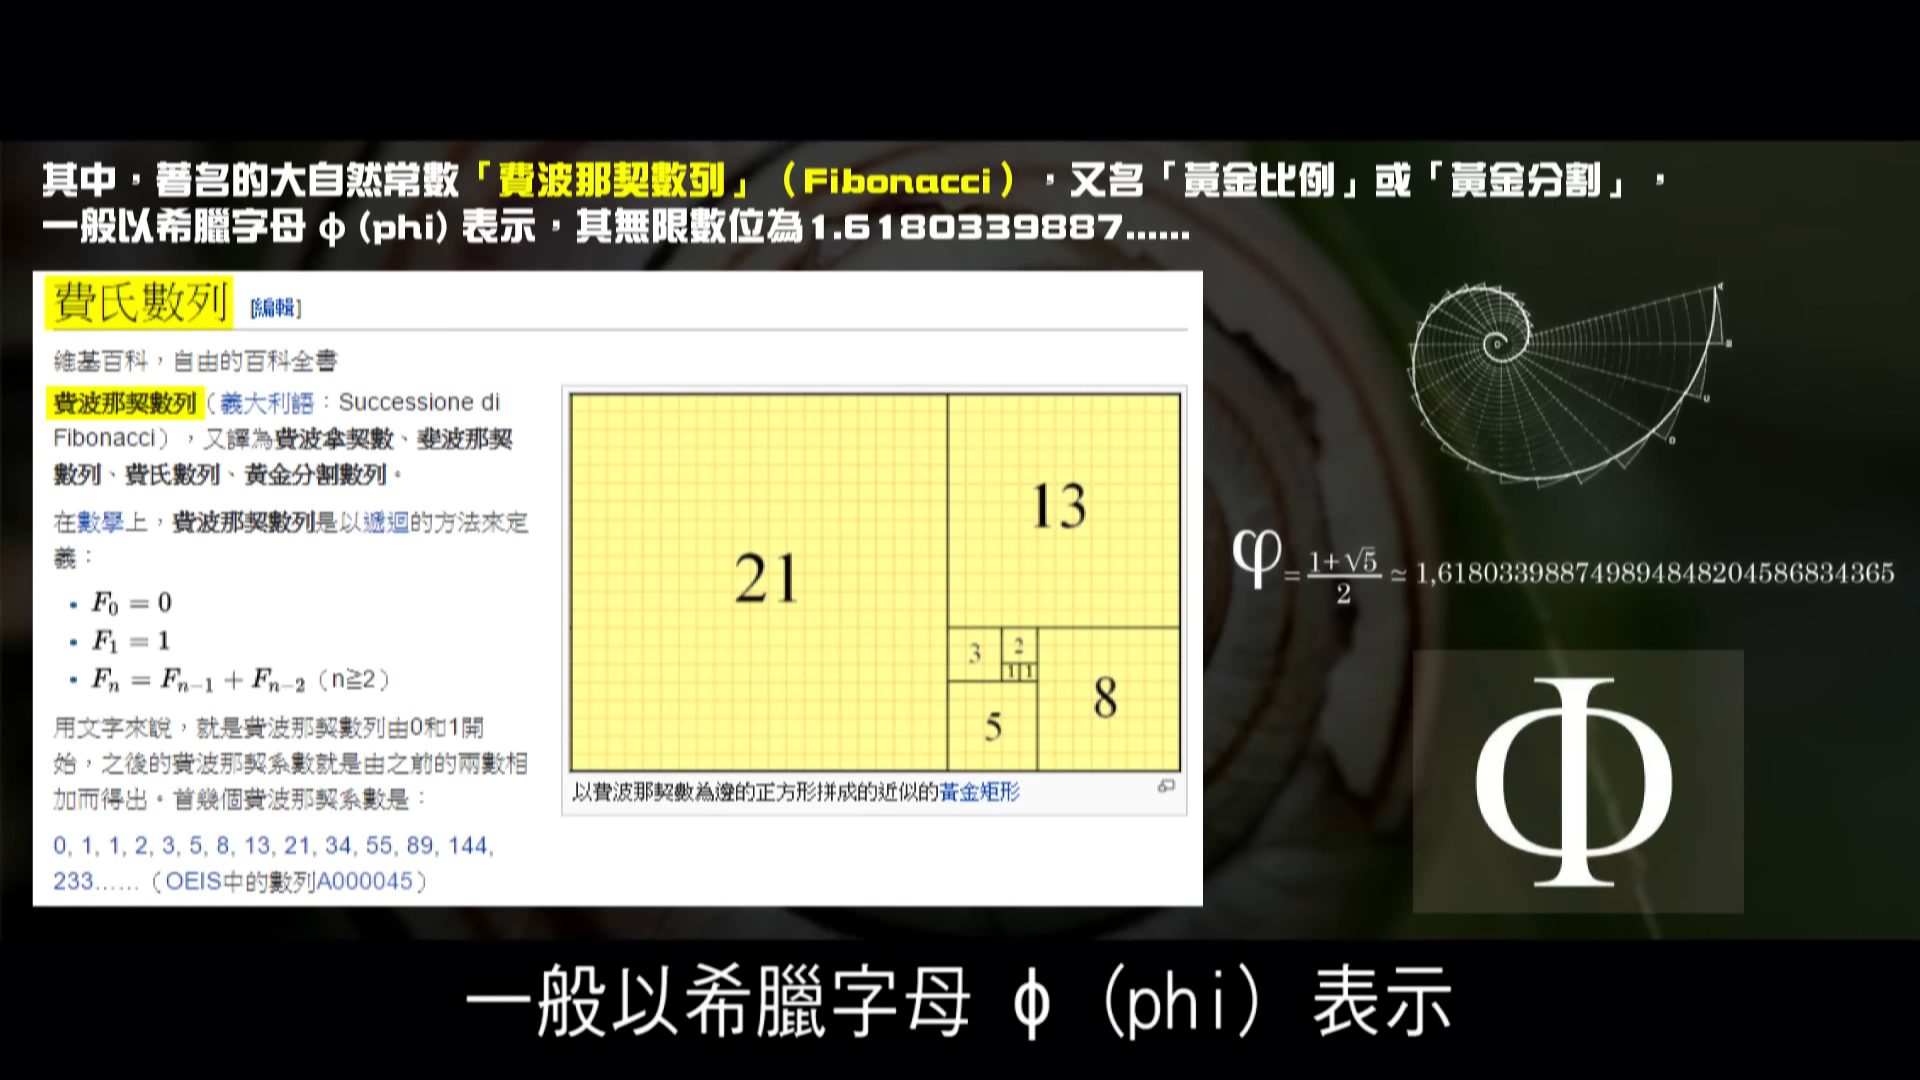 其中，著名的大自然常數「費波那契數列」（Fibonacci），又名「黃金比例」或「黃金分割」，
一般以希臘字母 φ (phi) 表示，其無限數位為1.6180339887......
費氏數列 [編輯]
維基百科，自由的百科全書
費波那契數列（義大利語：Successione di
Fibonacci），又譯為費波拿契數、斐波那契
數列、費氏數列、黃金分割數列。
在數學上，費波那契數列是以遞迴的方法來定
義：
• F₀ = 0
• F₁ = 1
• Fₙ = Fₙ₋₁ + Fₙ₋₂（n≧2）
用文字來說，就是費波那契數列由0和1開
始，之後的費波那契系數就是由之前的兩數相
加而得出。首幾個費波那契系數是：
0, 1, 1, 2, 3, 5, 8, 13, 21, 34, 55, 89, 144,
233……（OEIS中的數列A000045）
21
13
3
2
1 1
5
8
以費波那契數為邊的正方形拼成的近似的黃金矩形
φ = (1+√5)/2 ≃ 1,618033988749894848204586834365
Φ
一般以希臘字母 φ (phi) 表示